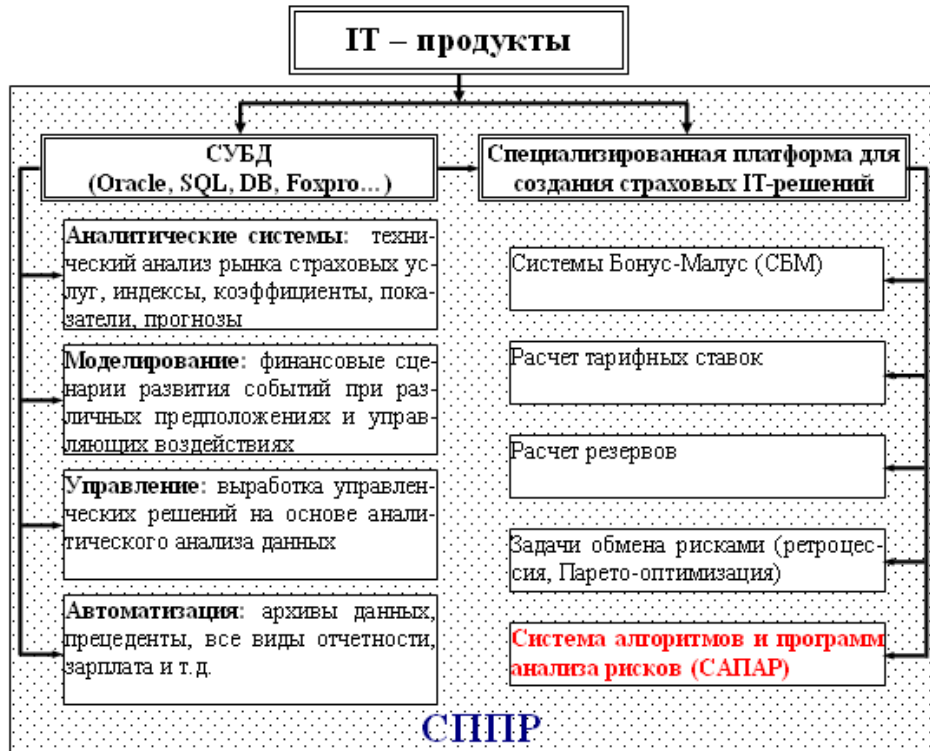 IT – продукты
СУБД
(Oracle, SQL, DB, Foxpro...)
Специализированная платформа для
создания страховых IT-решений
Аналитические системы: техни-
ческий анализ рынка страховых ус-
луг, индексы, коэффициенты, пока-
затели, прогнозы
Моделирование: финансовые сце-
нарии развития событий при раз-
личных предположениях и управ-
ляющих воздействиях
Управление: выработка управлен-
ческих решений на основе анали-
тического анализа данных
Автоматизация: архивы данных,
прецеденты, все виды отчетности,
зарплата и т.д.
Системы Бонус-Малус (СБМ)
Расчет тарифных ставок
Расчет резервов
Задачи обмена рисками (ретроцес-
сия, Парето-оптимизация)
Система алгоритмов и программ
анализа рисков (САПАР)
СППР